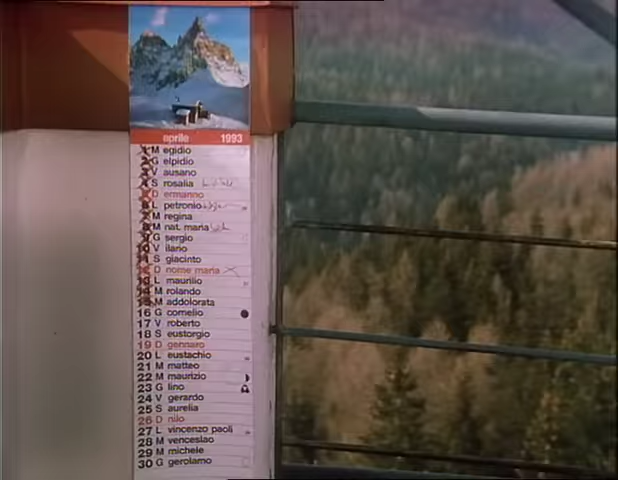 aprile 1993
1 M egidio
2 G elpidio
3 V ausano
4 S rosalia
5 D ermanno
6 L petronio
7 M regina
8 M nat. maria
9 G sergio
10 V ilario
11 S giacinto
12 D nome maria
13 L maurilio
14 M rolando
15 M addolorata
16 G cornelio
17 V roberto
18 S eustorgio
19 D gennaro
20 L eustachio
21 M matteo
22 M maurizio
23 G lino
24 V gerardo
25 S aurelia
26 D nilo
27 L vincenzo paoli
28 M venceslao
29 M michele
30 G gerolamo